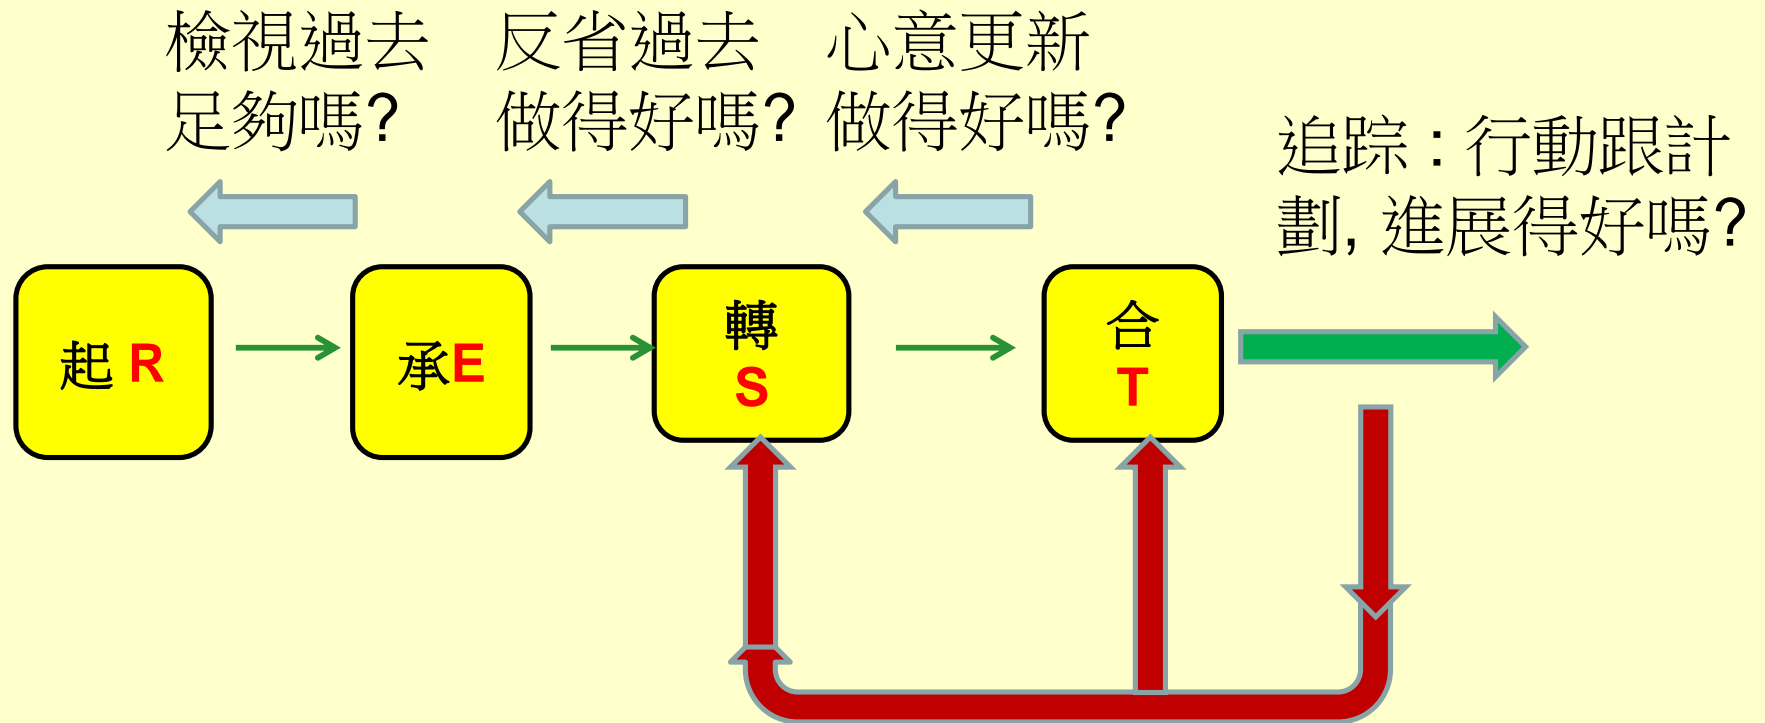 檢視過去
足夠嗎?
反省過去
做得好嗎?
心意更新
做得好嗎?
追踪：行動跟計
劃, 進展得好嗎?
起 R
承E
轉
S
合
T